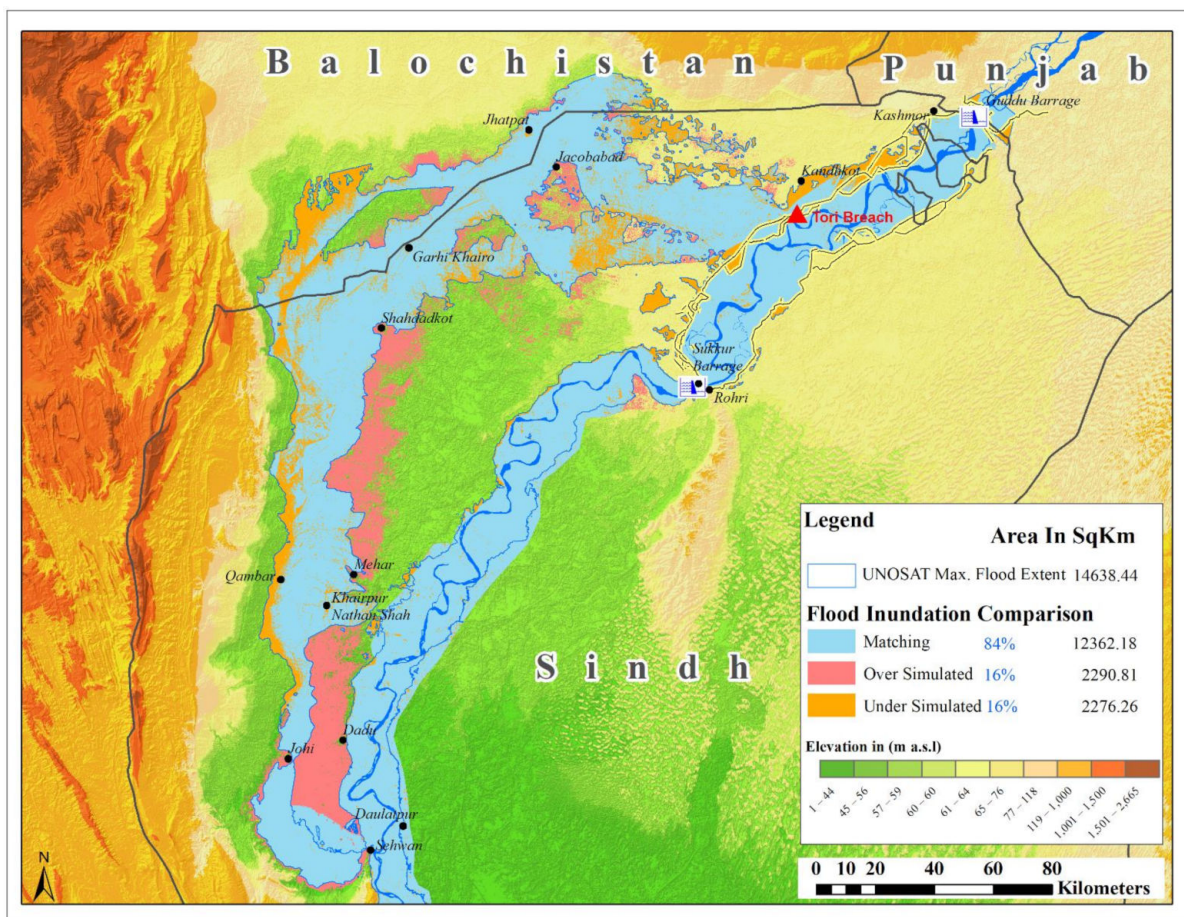 Balochistan
Punjab
Guddu Barrage
Kashmor
Jhatpat
Jacobabad
Kandhkot
Tori Breach
Garhi Khairo
Shahdadkot
Sukkur
Barrage
Rohri
Mehar
Qambar
Khairpur
Nathan Shah
Sindh
Dadu
Johi
Daulatpur
Sehwan
N
Legend
Area In SqKm
UNOSAT Max. Flood Extent 14638.44
Flood Inundation Comparison
Matching 84% 12362.18
Over Simulated 16% 2290.81
Under Simulated 16% 2276.26
Elevation in (m a.s.l)
1 – 44 45 – 56 57 – 59 60 – 60 61 – 64 65 – 76 77 – 118 119 – 1,000 1,001 – 1,500 1,501 – 2,665
0 10 20 40 60 80
Kilometers